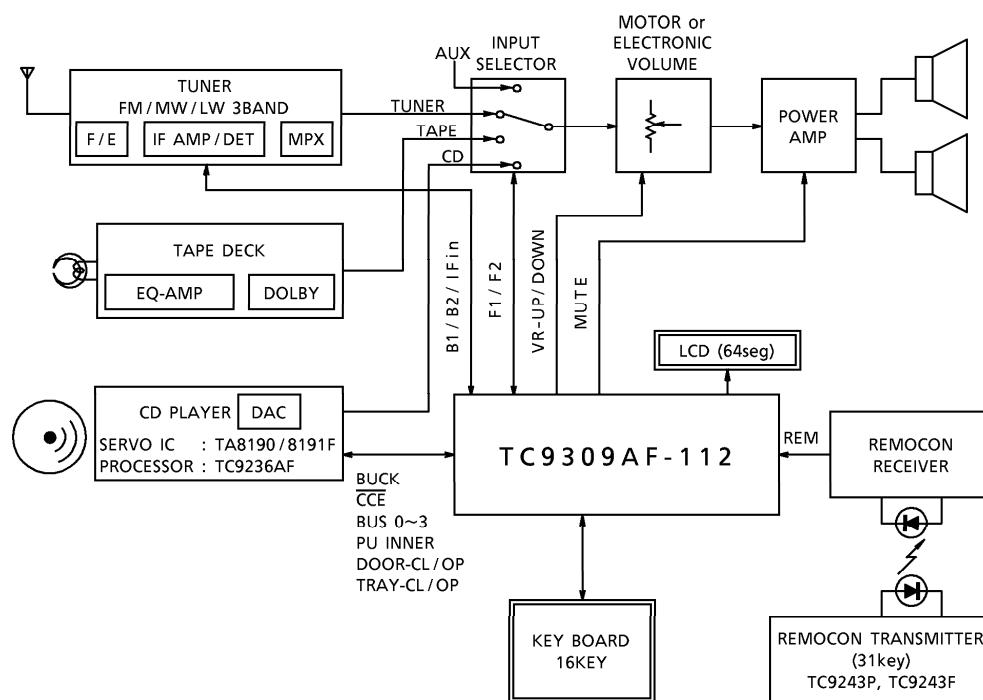 MOTOR or
ELECTRONIC
VOLUME
INPUT
SELECTOR
AUX
TUNER
FM / MW / LW 3BAND
F / E
IF AMP / DET
MPX
TUNER
TAPE
CD
POWER
AMP
TAPE DECK
EQ-AMP
DOLBY
B1 / B2 / IFin
F1 / F2
VR-UP / DOWN
MUTE
LCD (64seg)
CD PLAYER
DAC
SERVO IC : TA8190 / 8191F
PROCESSOR : TC9236AF
TC9309AF-112
REM
REMOCON
RECEIVER
BUCK
CCE
BUS 0~3
PU INNER
DOOR-CL / OP
TRAY-CL / OP
KEY BOARD
16KEY
REMOCON TRANSMITTER
(31key)
TC9243P, TC9243F